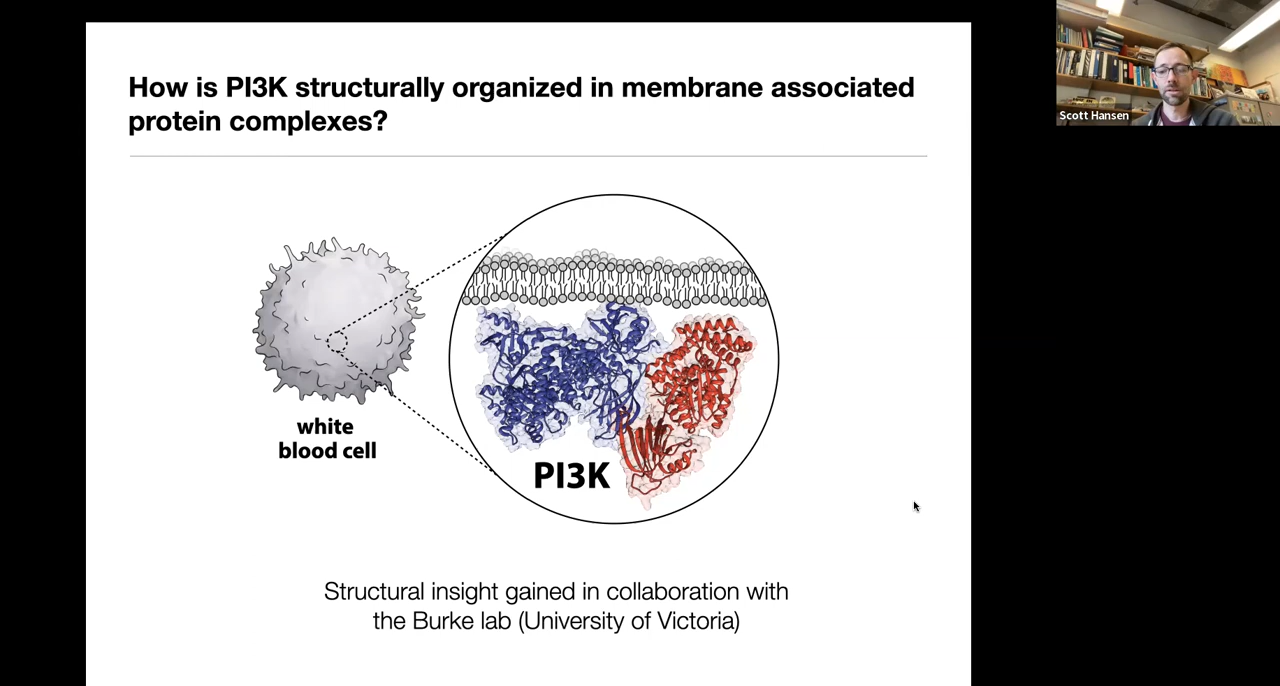 How is PI3K structurally organized in membrane associated
protein complexes?
Scott Hansen
white
blood cell
PI3K
Structural insight gained in collaboration with
the Burke lab (University of Victoria)